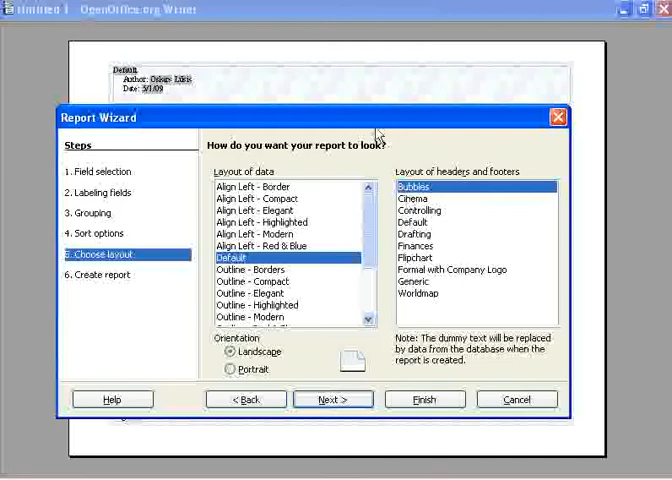 Untitled 1 - OpenOffice.org Writer
Default
Author:
Date: 5/1/09
Report Wizard
Steps
1. Field selection
2. Labeling fields
3. Grouping
4. Sort options
5. Choose layout
6. Create report
How do you want your report to look?
Layout of data
Align Left - Border
Align Left - Compact
Align Left - Elegant
Align Left - Highlighted
Align Left - Modern
Align Left - Red & Blue
Default
Outline - Borders
Outline - Compact
Outline - Elegant
Outline - Highlighted
Outline - Modern
Layout of headers and footers
Bubbles
Cinema
Controlling
Default
Drafting
Finances
Flipchart
Formal with Company Logo
Generic
Worldmap
Orientation
Landscape
Portrait
Note: The dummy text will be replaced
by data from the database when the
report is created.
Help
< Back
Next >
Finish
Cancel